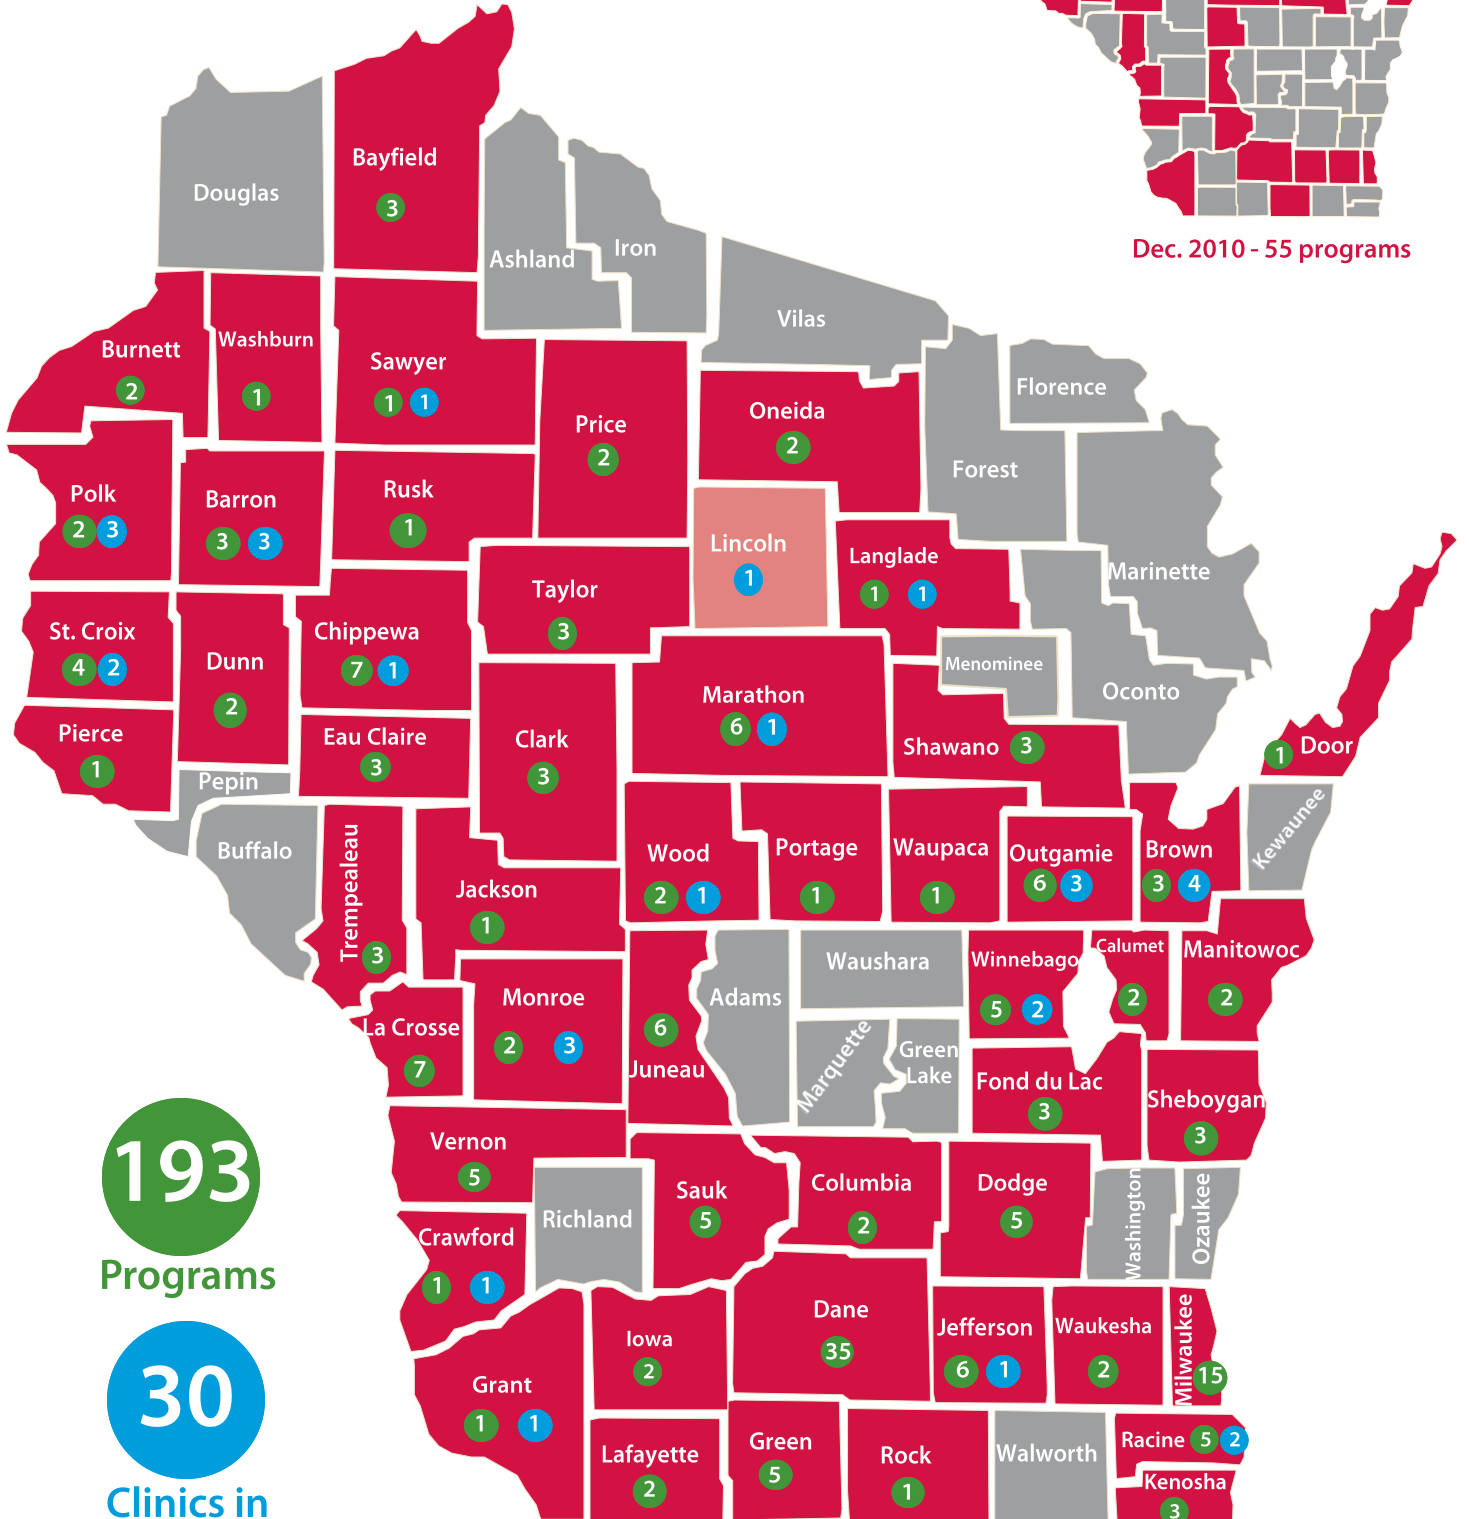 Dec. 2010 - 55 programs
Bayfield
3
Douglas
Ashland
Iron
Vilas
Burnett
2
Washburn
1
Sawyer
1 1
Price
2
Oneida
2
Forest
Florence
Marinette
Polk
2 3
Barron
3 3
Rusk
1
Lincoln
1
Langlade
1 1
Taylor
3
St. Croix
4 2
Dunn
2
Chippewa
7 1
Marathon
6 1
Menominee
Oconto
Shawano 3
Pierce
1
Pepin
Eau Claire
3
Clark
3
1 Door
Buffalo
Trempealeau
3
Jackson
1
Wood
2 1
Portage
1
Waupaca
1
Outgamie
6 3
Brown
3 4
Kewaunee
La Crosse
7
Monroe
2 3
6
Juneau
Adams
Waushara
Marquette
Green
Lake
Winnebago
5 2
Calumet
2
Manitowoc
2
Fond du Lac
3
Sheboygan
3
Vernon
5
Richland
Sauk
5
Columbia
2
Dodge
5
Washington
Ozaukee
Crawford
1 1
Grant
1 1
Iowa
2
Dane
35
Jefferson
6 1
Waukesha
2
Milwaukee
15
Lafayette
2
Green
5
Rock
1
Walworth
Racine 5 2
Kenosha
3
193
Programs
30
Clinics in